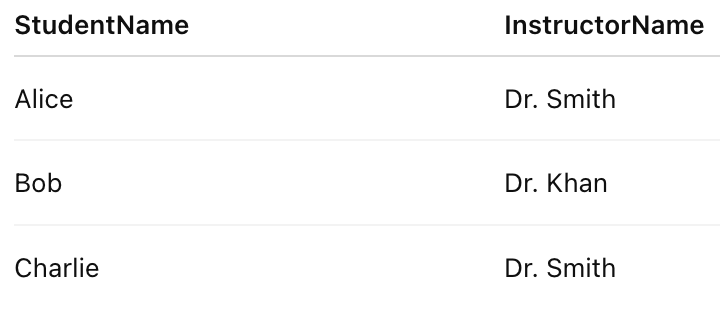 StudentName InstructorName
Alice Dr. Smith
Bob Dr. Khan
Charlie Dr. Smith